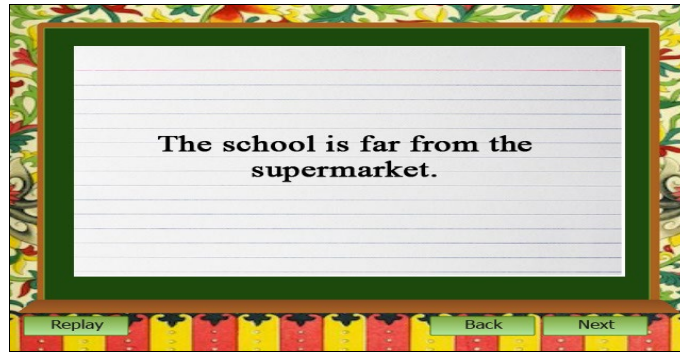 The school is far from the
supermarket.
Replay
Back
Next